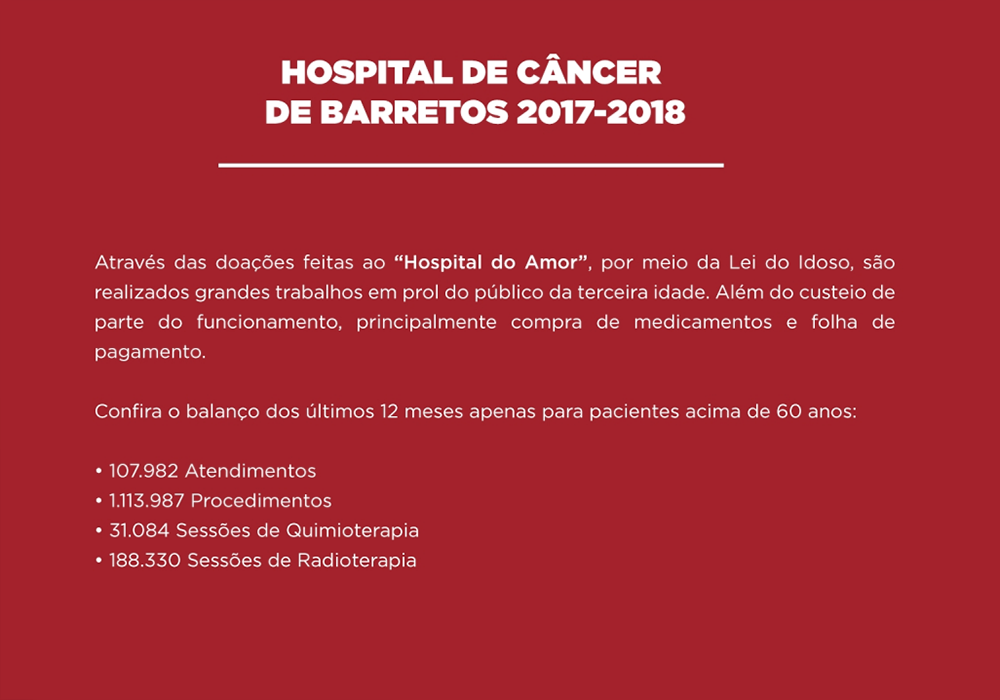 HOSPITAL DE CÂNCER
DE BARRETOS 2017-2018
Através das doações feitas ao “Hospital do Amor”, por meio da Lei do Idoso, são
realizados grandes trabalhos em prol do público da terceira idade. Além do custeio de
parte do funcionamento, principalmente compra de medicamentos e folha de
pagamento.
Confira o balanço dos últimos 12 meses apenas para pacientes acima de 60 anos:
• 107.982 Atendimentos
• 1.113.987 Procedimentos
• 31.084 Sessões de Quimioterapia
• 188.330 Sessões de Radioterapia